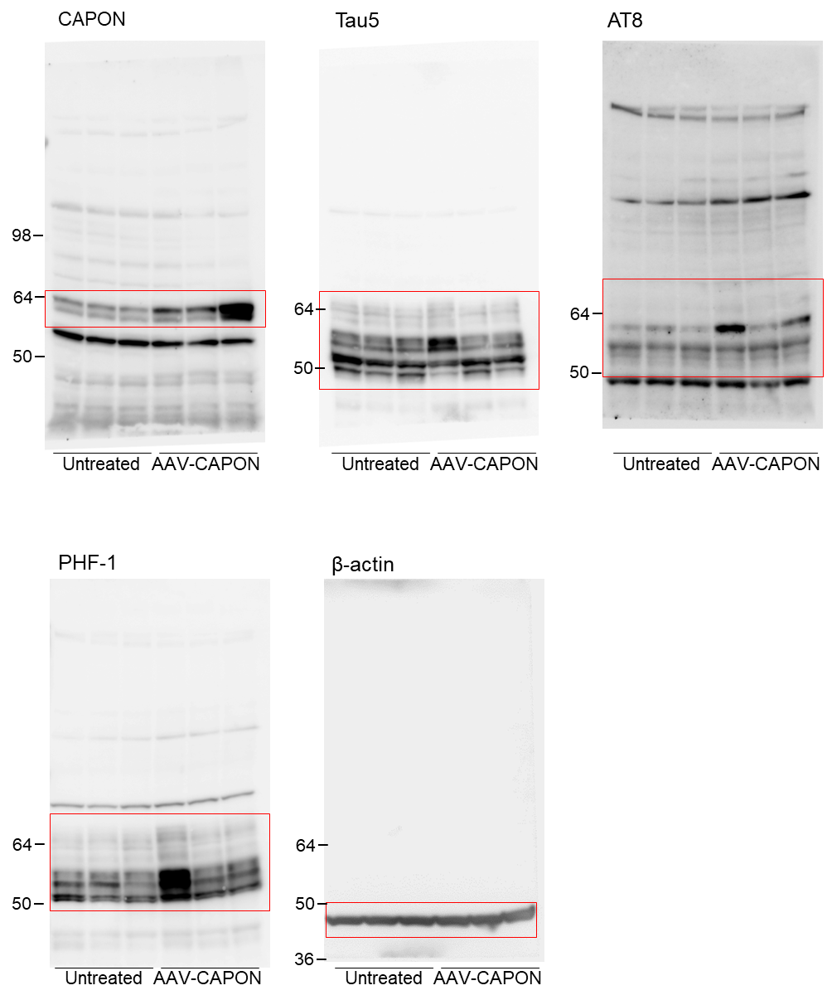 CAPON
Tau5
AT8
98
64
50
64
50
64
50
Untreated AAV-CAPON
Untreated AAV-CAPON
Untreated AAV-CAPON
PHF-1
β-actin
64
50
64
50
36
Untreated AAV-CAPON
Untreated AAV-CAPON